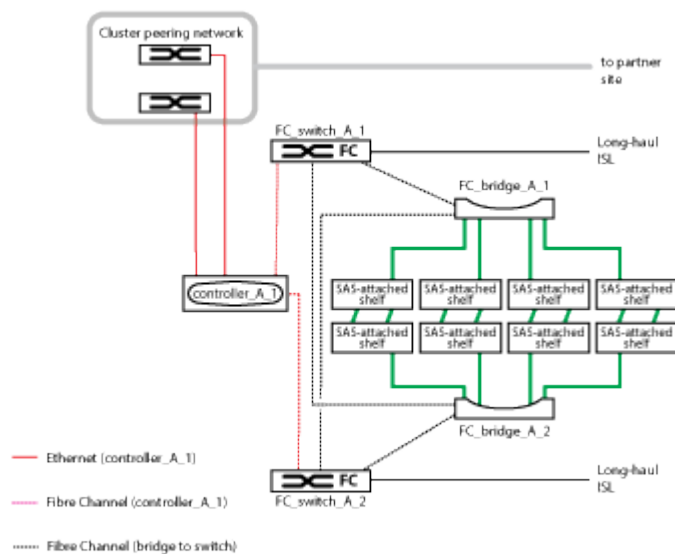 Cluster peering network
to partner
site
FC_switch_A_1
FC
Long-haul
ISL
FC_bridge_A_1
controller_A_1
SAS-attached
shelf
SAS-attached
shelf
SAS-attached
shelf
SAS-attached
shelf
SAS-attached
shelf
SAS-attached
shelf
SAS-attached
shelf
SAS-attached
shelf
FC_bridge_A_2
Ethernet (controller_A_1)
FC
FC_switch_A_2
Long-haul
ISL
Fibre Channel (controller_A_1)
Fibre Channel (bridge to switch)